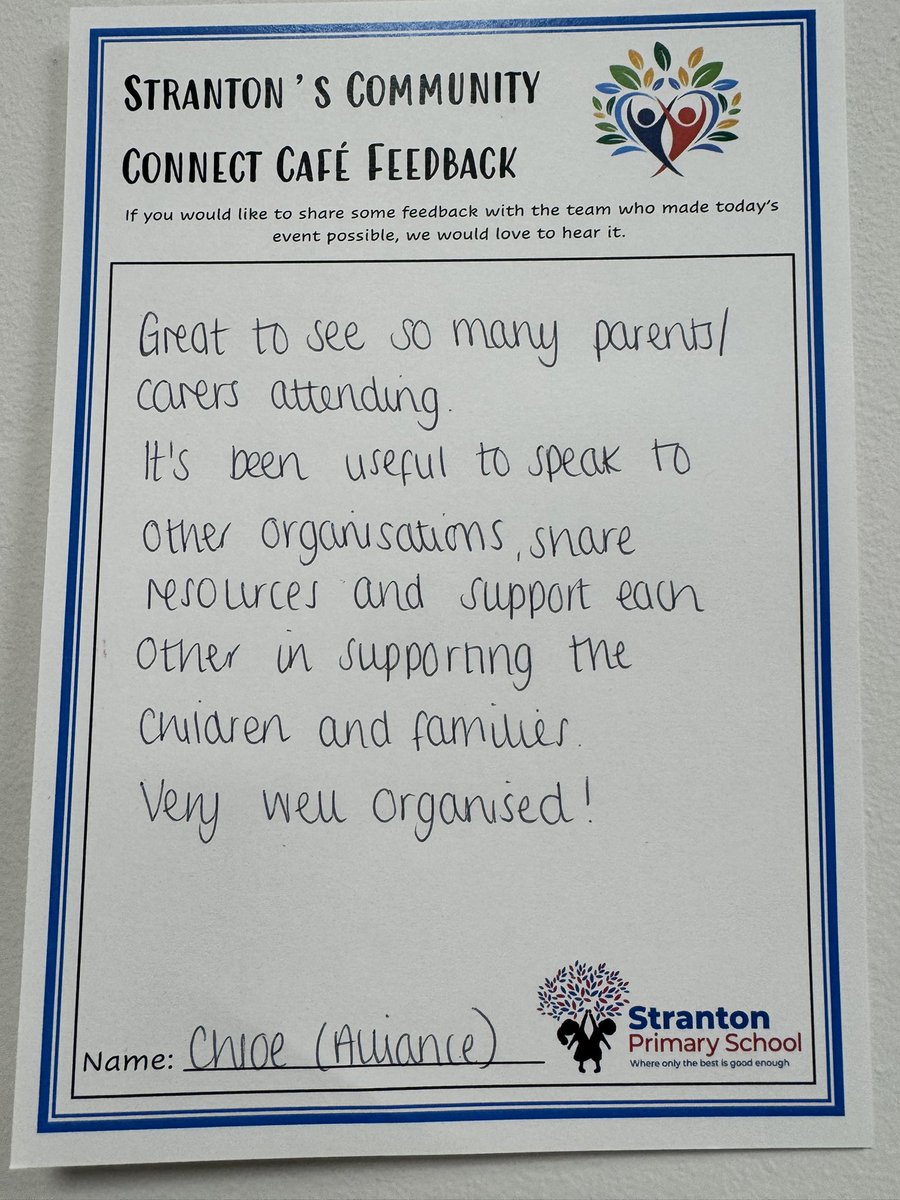 STRANTON'S COMMUNITY
CONNECT CAFÉ FEEDBACK
If you would like to share some feedback with the team who made today's
event possible, we would love to hear it.
Great to see so many parents/
carers attending.
It's been useful to speak to
other organisations, share
resources and support each
other in supporting the
children and families.
Very well organised!
Name: Chloe (Alliance)
Stranton
Primary School
Where only the best is good enough